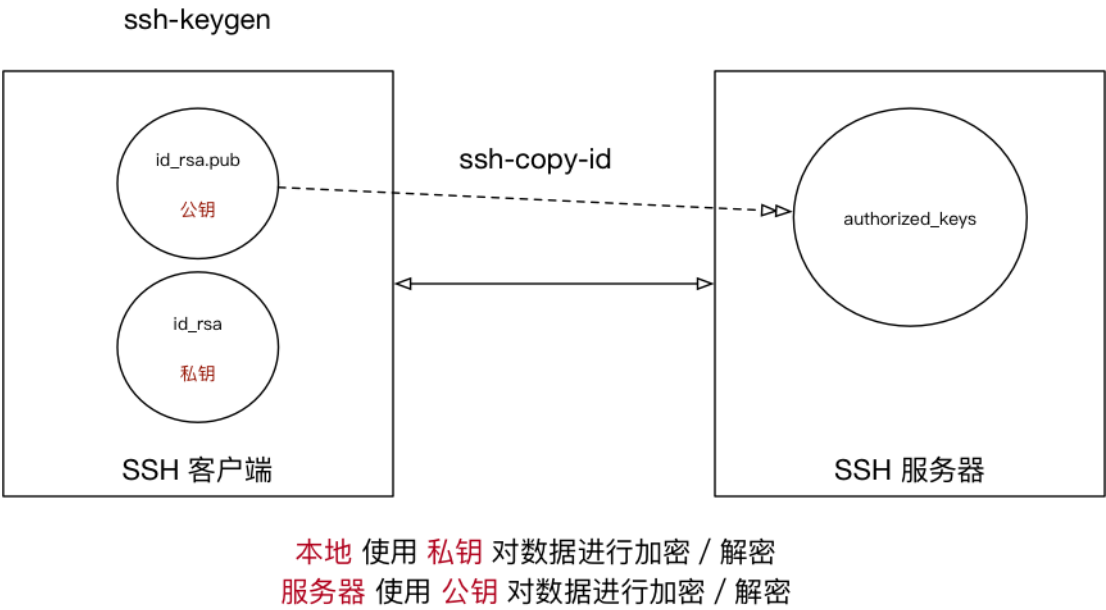 ssh-keygen
id_rsa.pub
公钥
ssh-copy-id
authorized_keys
id_rsa
私钥
SSH 客户端
SSH 服务器
本地 使用 私钥 对数据进行加密 / 解密
服务器 使用 公钥 对数据进行加密 / 解密